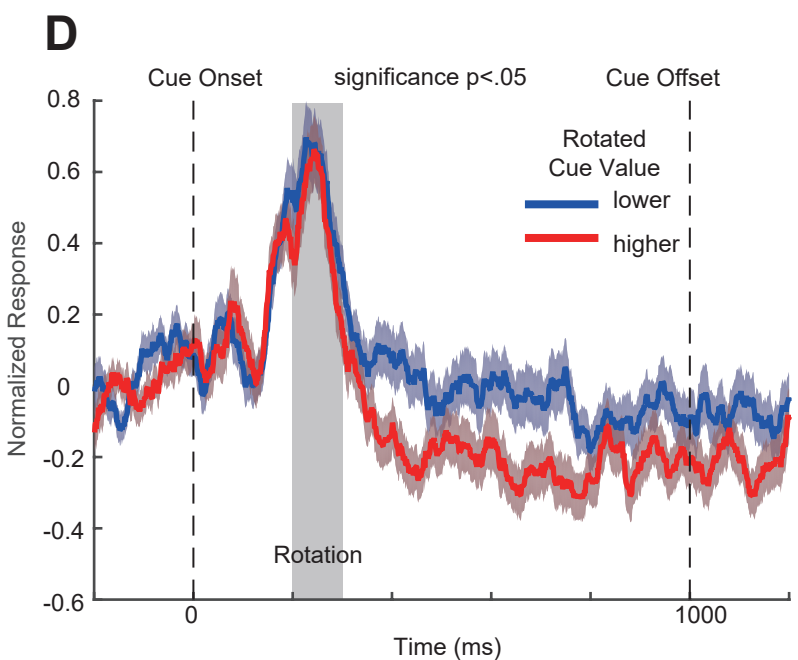 D
Cue Onset
significance p<.05
Cue Offset
0.8
0.6
0.4
0.2
0
-0.2
-0.4
-0.6
Normalized Response
Rotated
Cue Value
lower
higher
Rotation
0
1000
Time (ms)